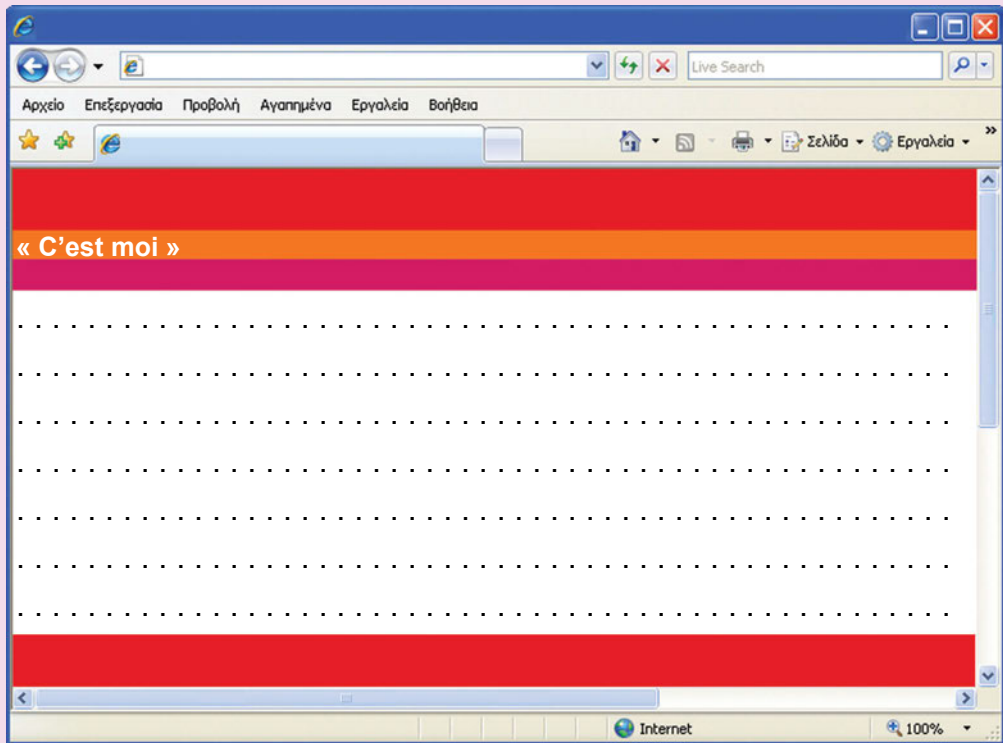 Live Search
Αρχείο Επεξεργασία Προβολή Αγαπημένα Εργαλεία Βοήθεια
Σελίδα Εργαλεία »
« C’est moi »
. . . . . . . . . . . . . . . . . . . . . . . . . . . . . . . . . . . . . . . . . . . . . . . . . . . . .
. . . . . . . . . . . . . . . . . . . . . . . . . . . . . . . . . . . . . . . . . . . . . . . . . . . . .
. . . . . . . . . . . . . . . . . . . . . . . . . . . . . . . . . . . . . . . . . . . . . . . . . . . . .
. . . . . . . . . . . . . . . . . . . . . . . . . . . . . . . . . . . . . . . . . . . . . . . . . . . . .
. . . . . . . . . . . . . . . . . . . . . . . . . . . . . . . . . . . . . . . . . . . . . . . . . . . . .
. . . . . . . . . . . . . . . . . . . . . . . . . . . . . . . . . . . . . . . . . . . . . . . . . . . . .
. . . . . . . . . . . . . . . . . . . . . . . . . . . . . . . . . . . . . . . . . . . . . . . . . . . . .
Internet 100%